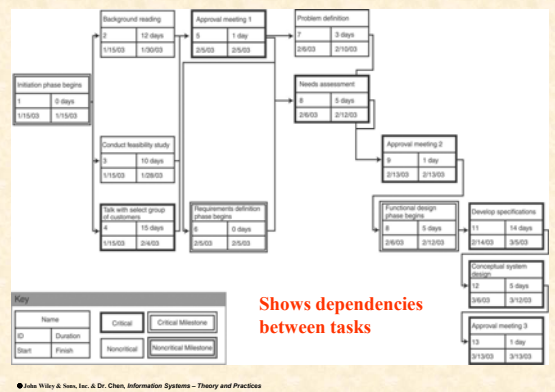 Background reading
2 12 days
1/15/03 1/30/03
Approval meeting 1
5 1 day
2/5/03 2/5/03
Problem definition
7 3 days
2/6/03 2/10/03
Initiation phase begins
1 0 days
1/15/03 1/15/03
Needs assessment
8 5 days
2/6/03 2/12/03
Conduct feasibility study
3 10 days
1/15/03 1/28/03
Approval meeting 2
9 1 day
2/13/03 2/13/03
Talk with select group
of customers
4 15 days
1/15/03 2/4/03
Requirements definition
phase begins
6 0 days
2/5/03 2/5/03
Functional design
phase begins
8 5 days
2/6/03 2/12/03
Develop specifications
11 14 days
2/14/03 3/5/03
Conceptual system
design
12 5 days
3/6/03 3/12/03
Approval meeting 3
13 1 day
3/13/03 3/13/03
Key
Name
ID Duration
Start Finish
Critical
Critical Milestone
Noncritical
Noncritical Milestone
Shows dependencies
between tasks
John Wiley & Sons, Inc. & Dr. Chen, Information Systems – Theory and Practices